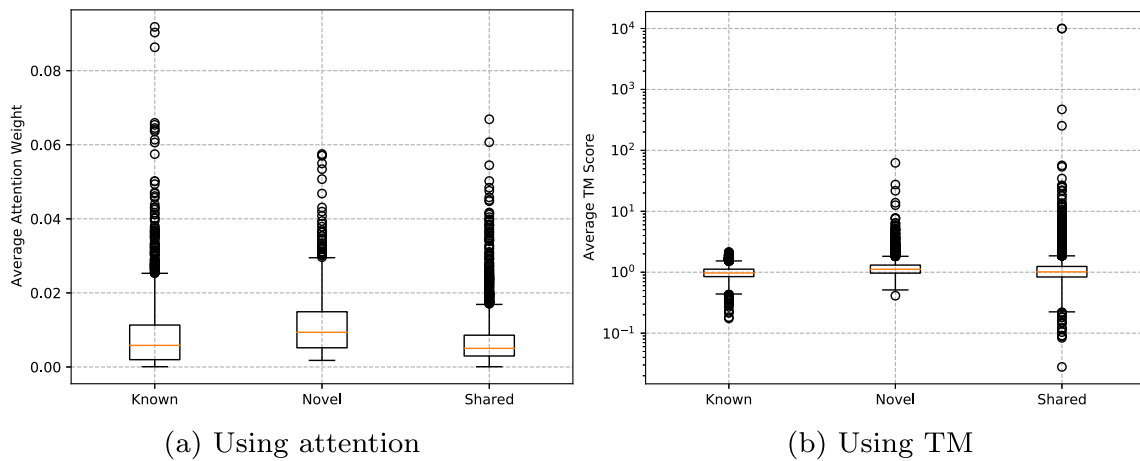 Average Attention Weight
0.08
0.06
0.04
0.02
0.00
Known Novel Shared
(a) Using attention
Average TM Score
10^4
10^3
10^2
10^1
10^0
10^−1
Known Novel Shared
(b) Using TM